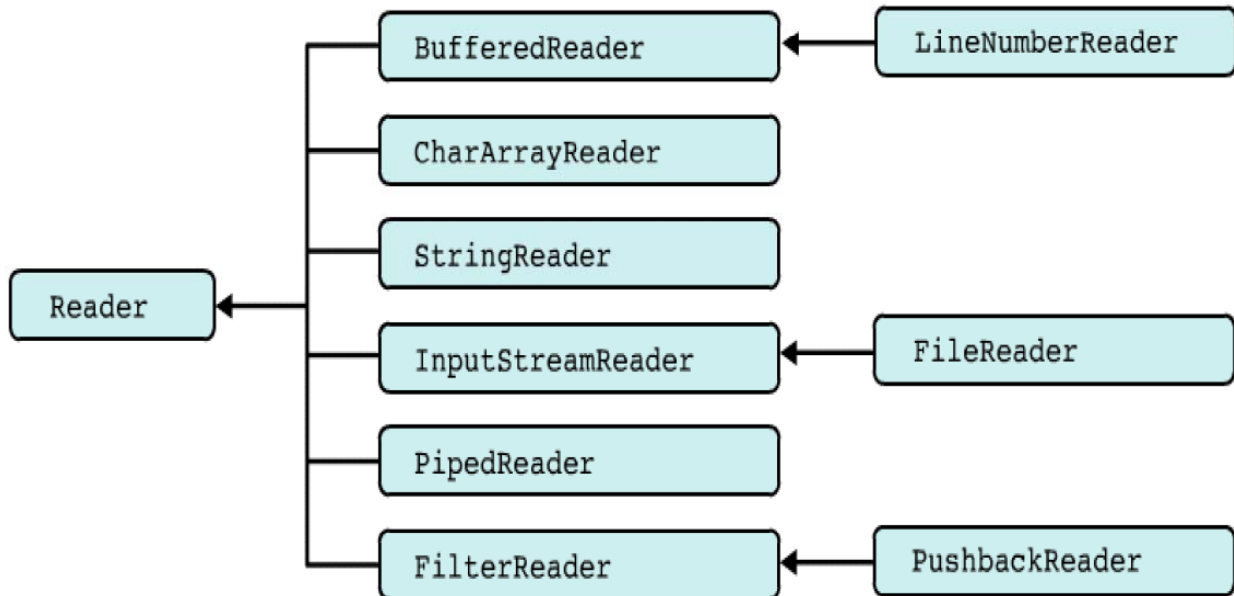 BufferedReader
LineNumberReader
CharArrayReader
StringReader
Reader
InputStreamReader
FileReader
PipedReader
FilterReader
PushbackReader